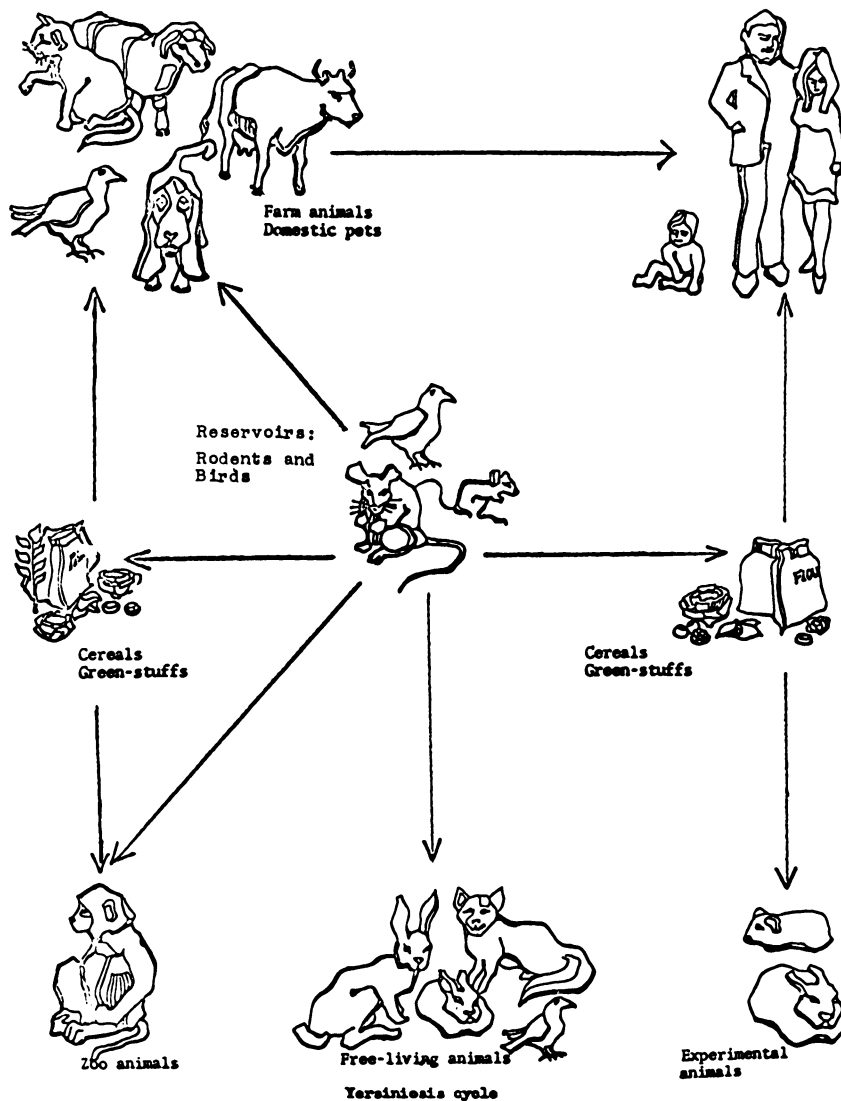 Farm animals
Domestic pets
Reservoirs:
Rodents and
Birds
Cereals
Green-stuffs
Cereals
Green-stuffs
Zoo animals
Free-living animals
Experimental
animals
Yersiniosis cycle